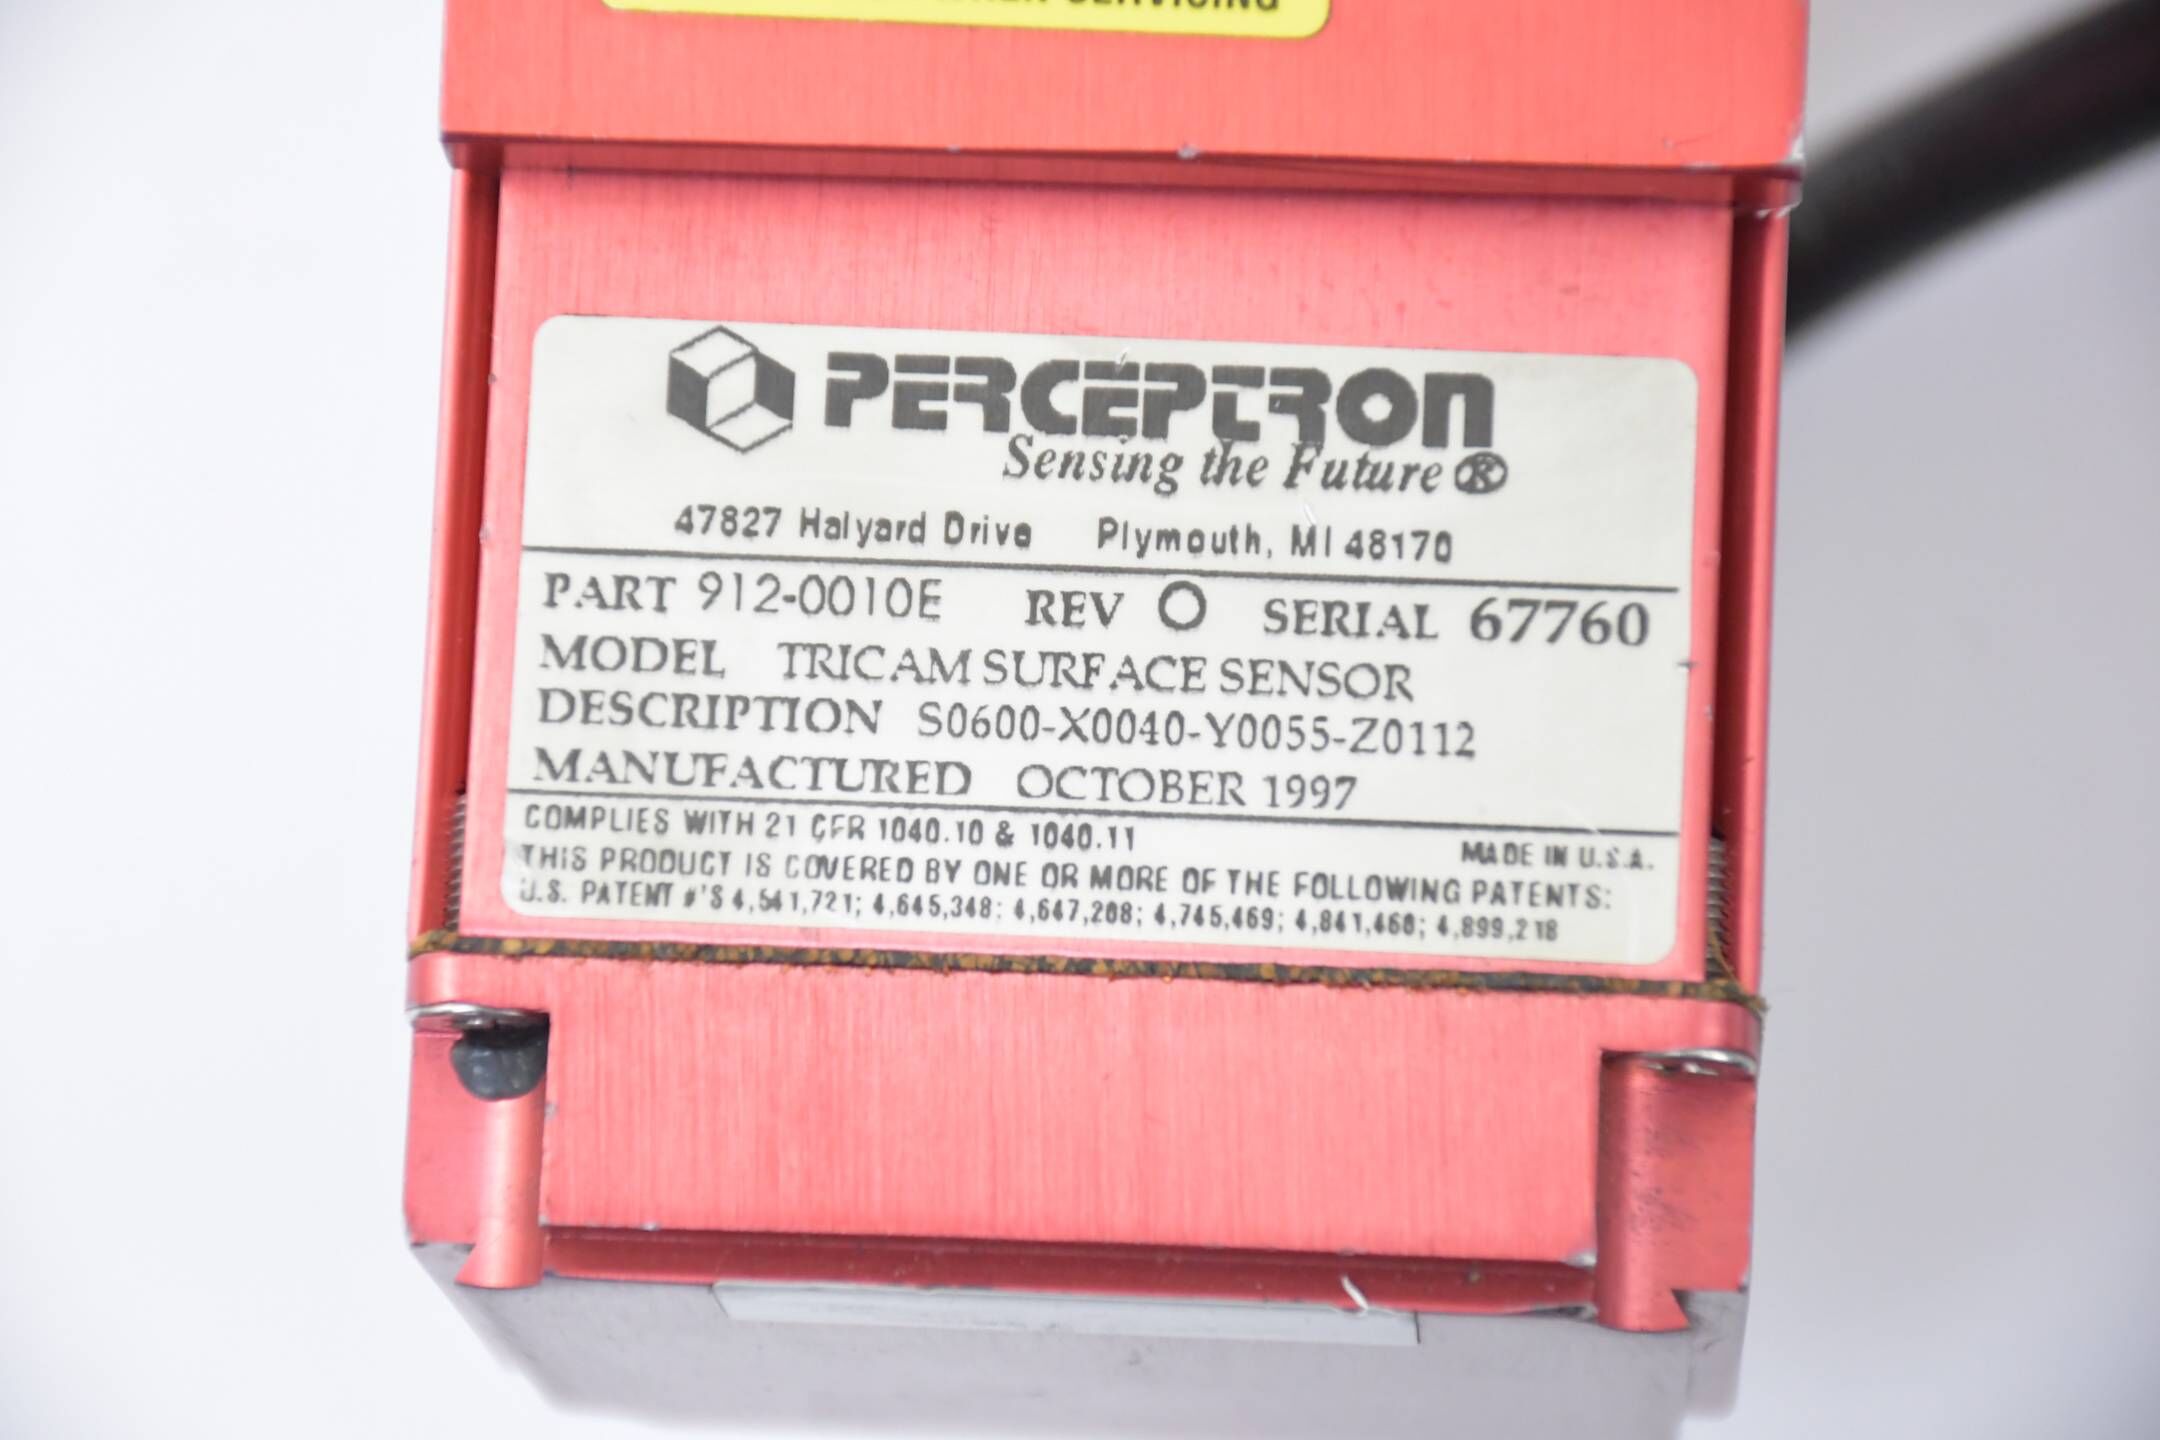 SERVICING
PERCEPTRON
Sensing the Future ®
47827 Halyard Drive Plymouth, MI 48170
PART 912-0010E REV O SERIAL 67760
MODEL TRICAM SURFACE SENSOR
DESCRIPTION S0600-X0040-Y0055-Z0112
MANUFACTURED OCTOBER 1997
COMPLIES WITH 21 CFR 1040.10 & 1040.11
MADE IN U.S.A.
THIS PRODUCT IS COVERED BY ONE OR MORE OF THE FOLLOWING PATENTS:
U.S. PATENT #'S 4,541,721; 4,645,348; 4,647,208; 4,745,469; 4,841,460; 4,899,218